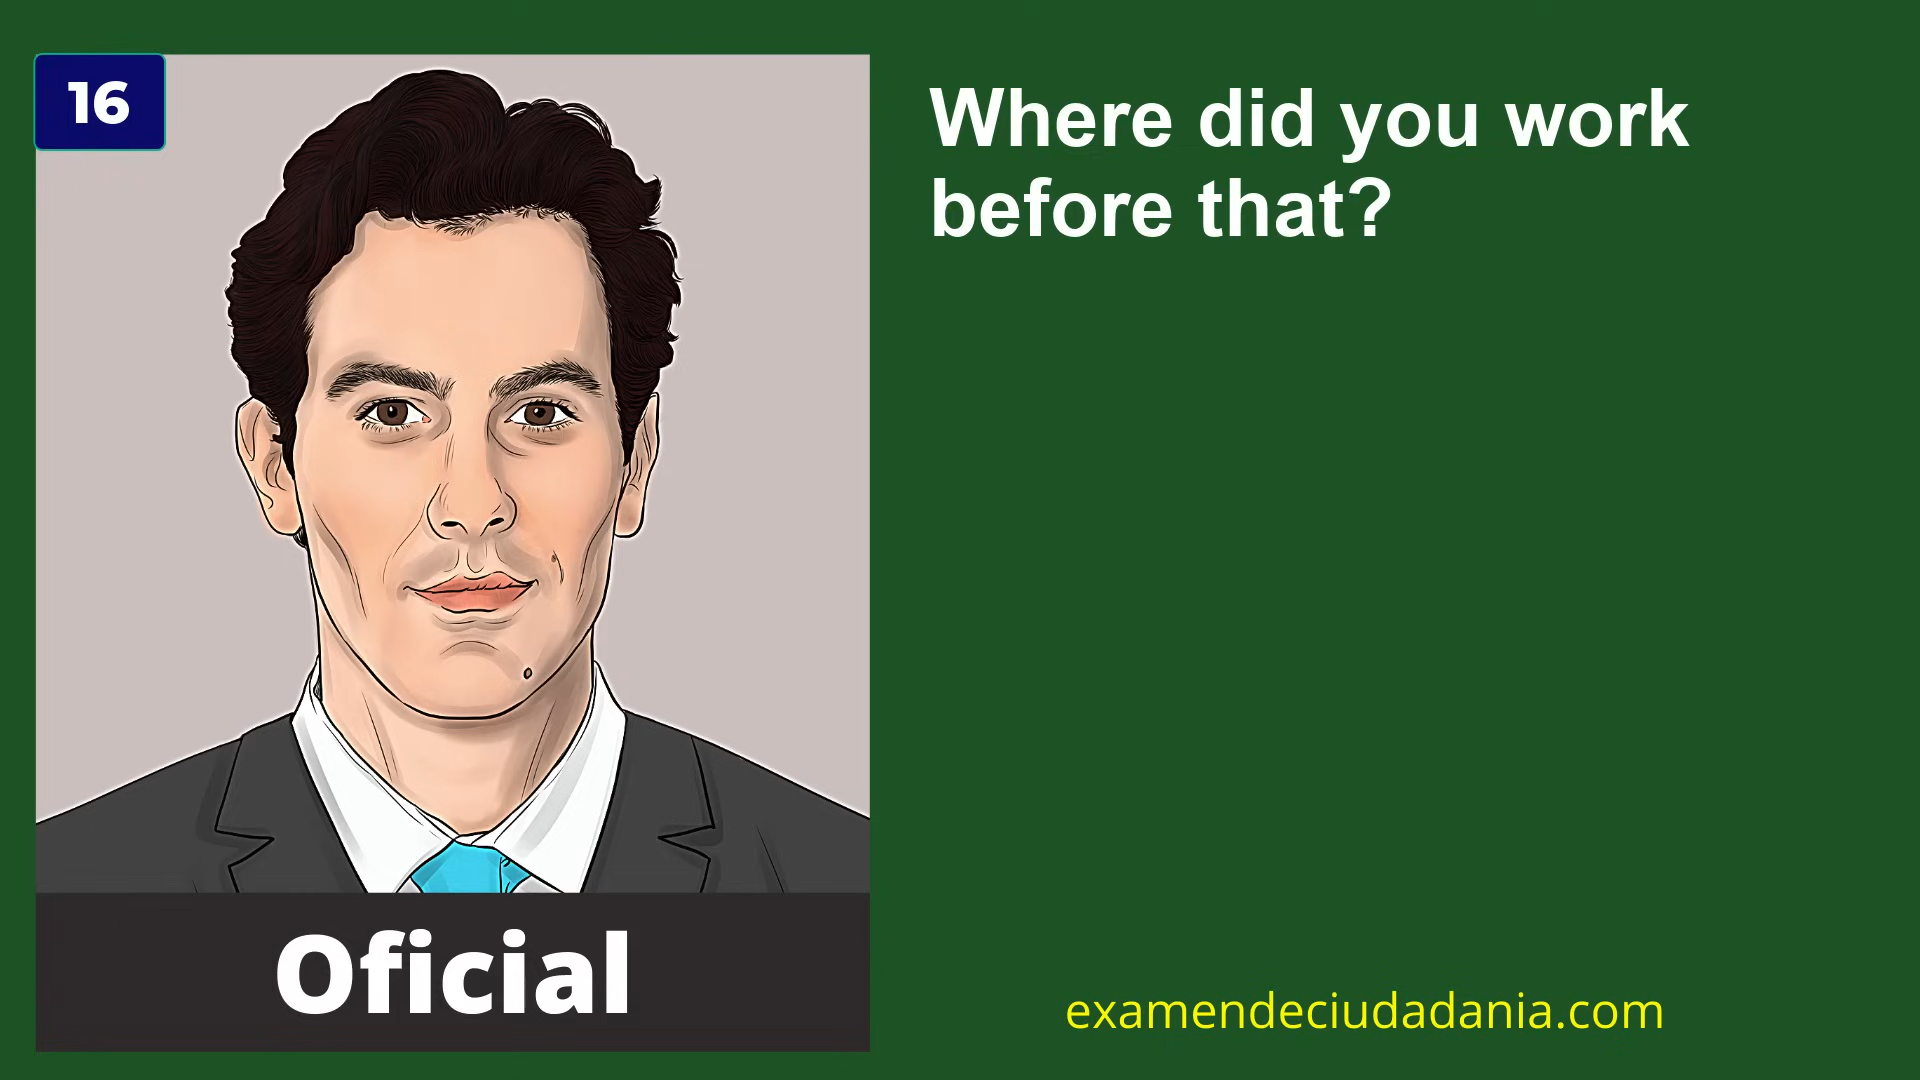 16
Where did you work
before that?
Oficial
examendeciudadania.com